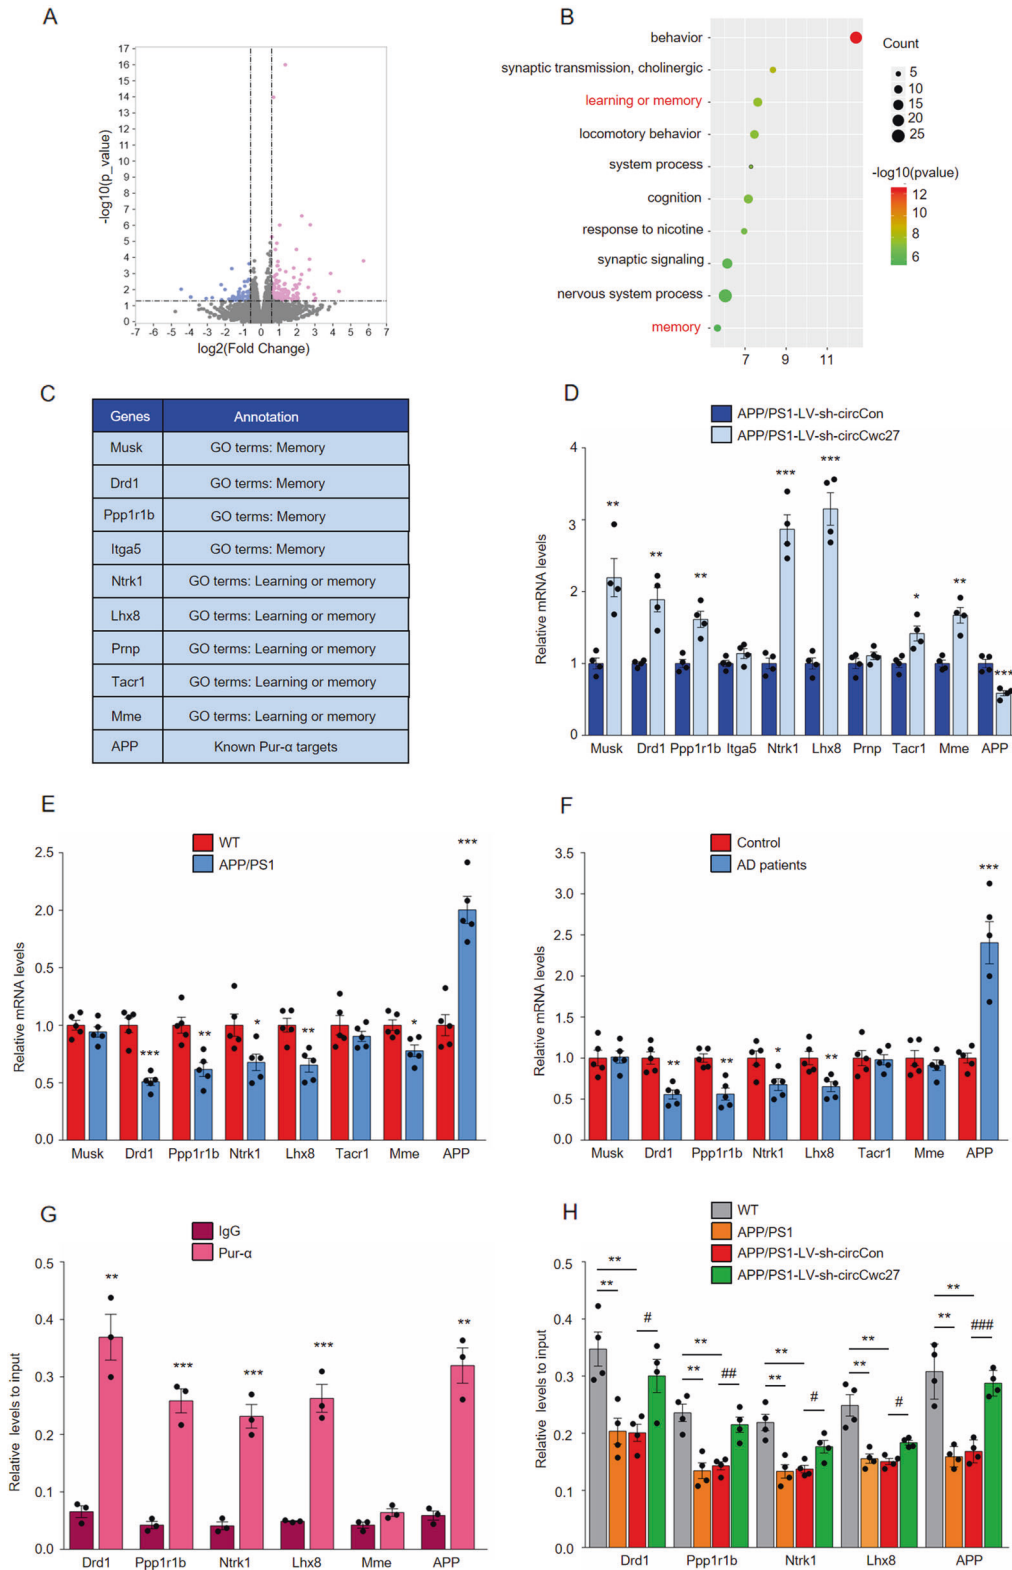 A
17
16
15
14
13
12
11
10
9
8
7
6
5
4
3
2
1
0
-log10(p_value)
-7 -6 -5 -4 -3 -2 -1 0 1 2 3 4 5 6 7
log2(Fold Change)
B
behavior
synaptic transmission, cholinergic
learning or memory
locomotory behavior
system process
cognition
response to nicotine
synaptic signaling
nervous system process
memory
7 9 11
Count
5
10
15
20
25
-log10(pvalue)
12
10
8
6
C
Genes Annotation
Musk GO terms: Memory
Drd1 GO terms: Memory
Ppp1r1b GO terms: Memory
Itga5 GO terms: Memory
Ntrk1 GO terms: Learning or memory
Lhx8 GO terms: Learning or memory
Prnp GO terms: Learning or memory
Tacr1 GO terms: Learning or memory
Mme GO terms: Learning or memory
APP Known Pur-α targets
D
APP/PS1-LV-sh-circCon
APP/PS1-LV-sh-circCwc27
Relative mRNA levels
4
3
2
1
0
** ** ** *** *** * ** ***
Musk Drd1 Ppp1r1b Itga5 Ntrk1 Lhx8 Prnp Tacr1 Mme APP
E
WT
APP/PS1
Relative mRNA levels
2.5
2.0
0.5
1.0
0.5
0.0
*** ** * ** * ***
Musk Drd1 Ppp1r1b Ntrk1 Lhx8 Tacr1 Mme APP
F
Control
AD patients
Relative mRNA levels
3.5
3.0
2.5
2.0
1.5
1.0
0.5
0.0
** ** * ** ***
Musk Drd1 Ppp1r1b Ntrk1 Lhx8 Tacr1 Mme APP
G
IgG
Pur-α
Relative levels to input
0.5
0.4
0.3
0.2
0.1
0.0
** *** *** *** **
Drd1 Ppp1r1b Ntrk1 Lhx8 Mme APP
H
WT
APP/PS1
APP/PS1-LV-sh-circCon
APP/PS1-LV-sh-circCwc27
Relative levels to input
0.5
0.4
0.3
0.2
0.1
0.0
** ** #
** ** ##
** ** #
** ** #
** ** ###
Drd1 Ppp1r1b Ntrk1 Lhx8 APP